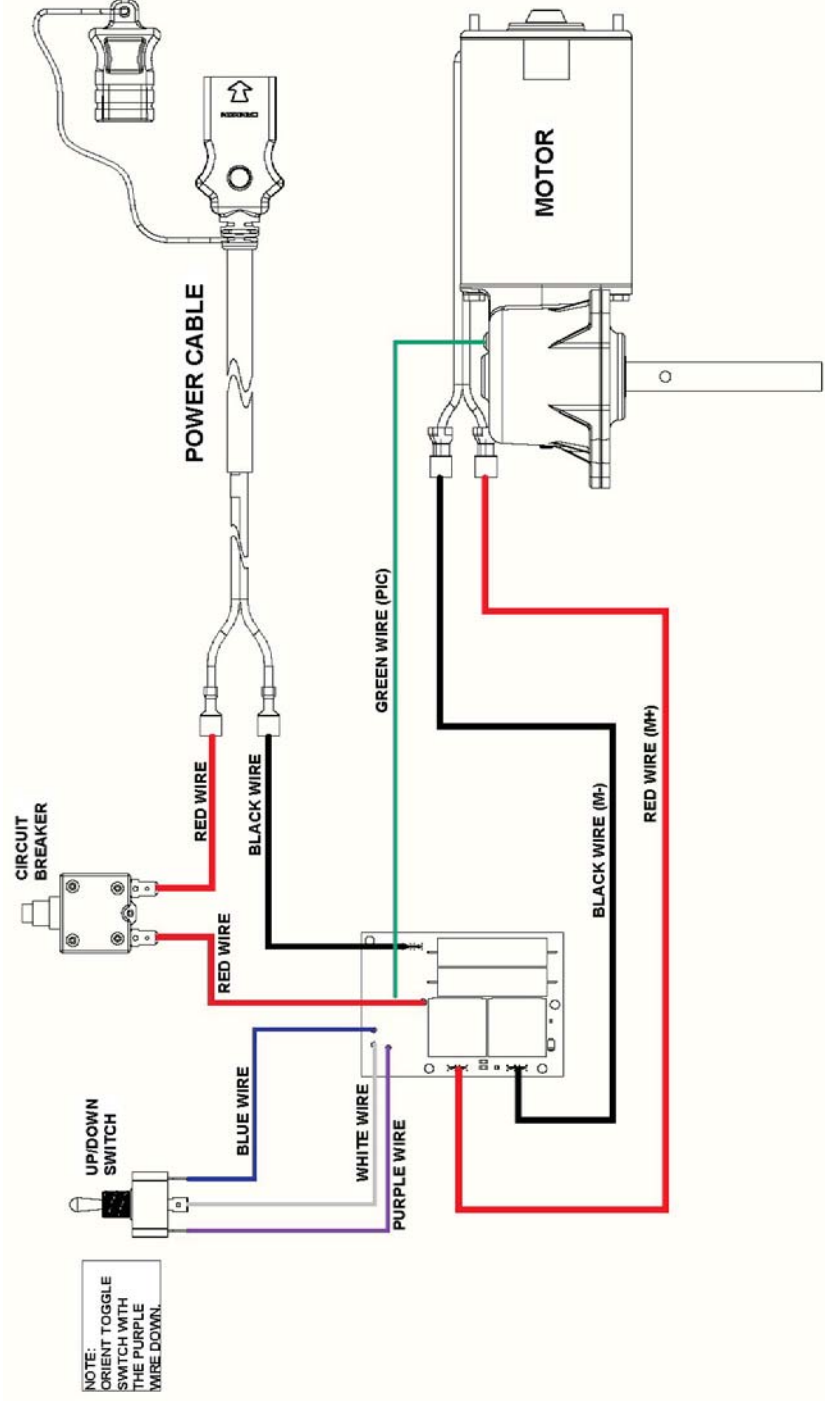 NOTE:
ORIENT TOGGLE
SWITCH WITH
THE PURPLE
WIRE DOWN.
UP/DOWN
SWITCH
BLUE WIRE
WHITE WIRE
PURPLE WIRE
CIRCUIT
BREAKER
RED WIRE
RED WIRE
BLACK WIRE
POWER CABLE
GREEN WIRE (PIC)
BLACK WIRE (M-)
RED WIRE (M+)
MOTOR